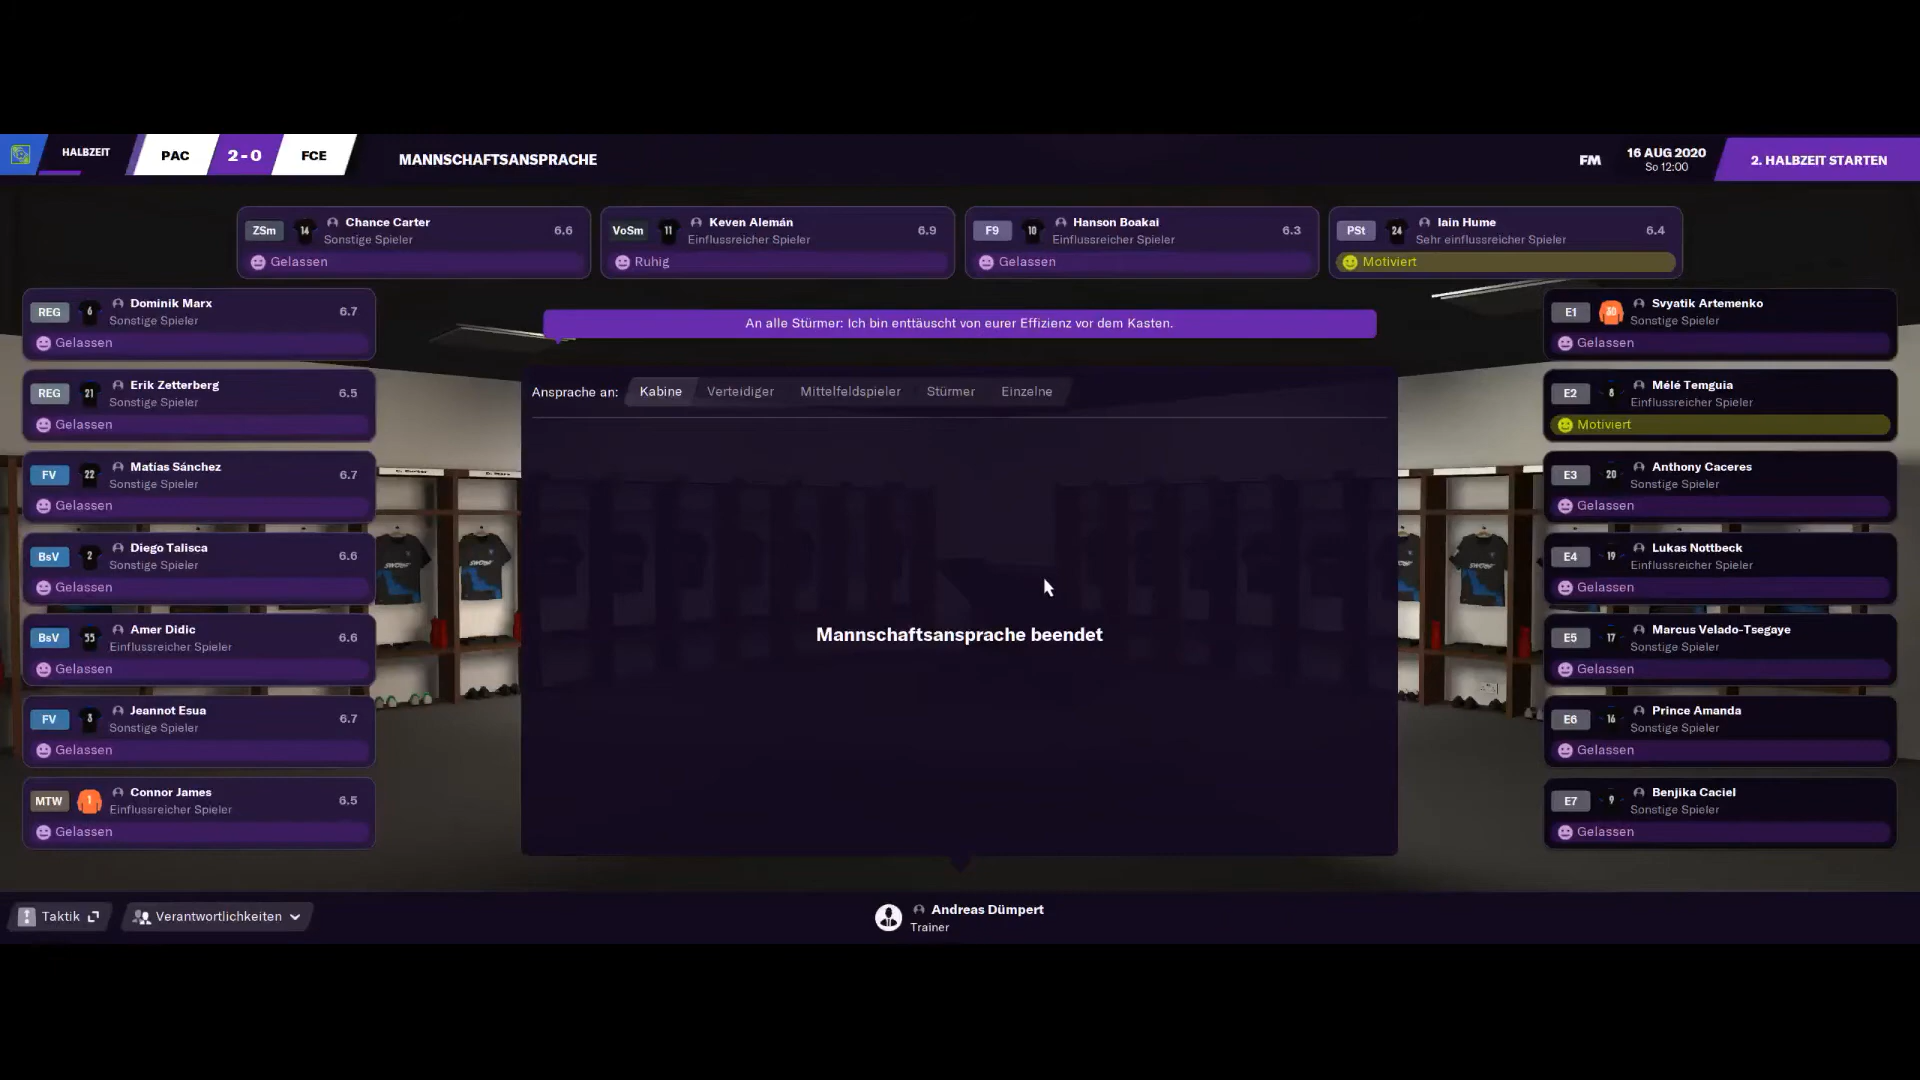 HALBZEIT
PAC 2-0 FCE
MANNSCHAFTSANSPRACHE
FM
16 AUG 2020
So 12:00
2. HALBZEIT STARTEN
ZSm 14 Chance Carter 6.6
Sonstige Spieler
Gelassen
VoSm 11 Keven Alemán 6.9
Einflussreicher Spieler
Ruhig
F9 10 Hanson Boakai 6.3
Einflussreicher Spieler
Gelassen
PSt 24 Iain Hume 6.4
Sehr einflussreicher Spieler
Motiviert
REG 6 Dominik Marx 6.7
Sonstige Spieler
Gelassen
REG 21 Erik Zetterberg 6.5
Sonstige Spieler
Gelassen
FV 22 Matías Sánchez 6.7
Sonstige Spieler
Gelassen
BsV 2 Diego Talisca 6.6
Sonstige Spieler
Gelassen
BsV 55 Amer Didic 6.6
Einflussreicher Spieler
Gelassen
FV 3 Jeannot Esua 6.7
Sonstige Spieler
Gelassen
MTW 1 Connor James 6.5
Einflussreicher Spieler
Gelassen
An alle Stürmer: Ich bin enttäuscht von eurer Effizienz vor dem Kasten.
Ansprache an: Kabine Verteidiger Mittelfeldspieler Stürmer Einzelne
Mannschaftsansprache beendet
E1 30 Svyatik Artemenko
Sonstige Spieler
Gelassen
E2 8 Mélé Temguia
Einflussreicher Spieler
Motiviert
E3 20 Anthony Caceres
Sonstige Spieler
Gelassen
E4 19 Lukas Nottbeck
Einflussreicher Spieler
Gelassen
E5 17 Marcus Velado-Tsegaye
Sonstige Spieler
Gelassen
E6 16 Prince Amanda
Sonstige Spieler
Gelassen
E7 9 Benjika Caciel
Sonstige Spieler
Gelassen
Taktik
Verantwortlichkeiten
Andreas Dümpert
Trainer